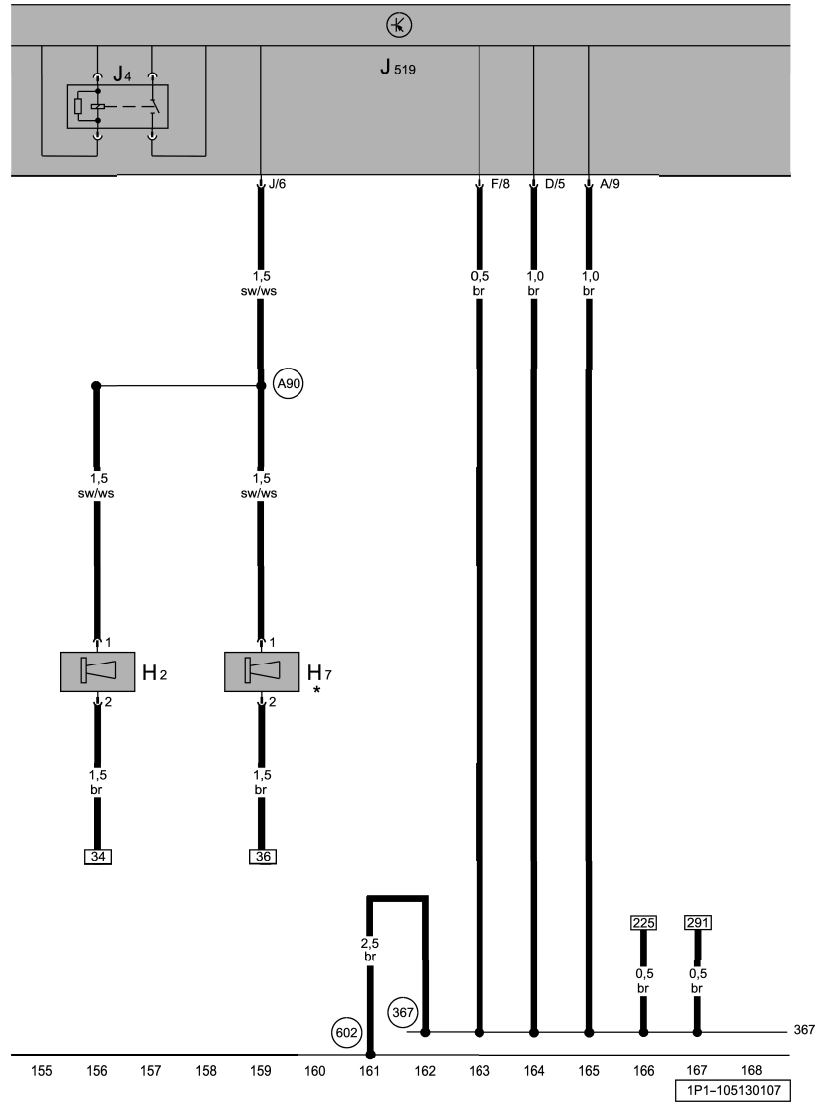 J4
J519
J/6
F/8
D/5
A/9
1,5
sw/ws
0,5
br
1,0
br
1,0
br
A90
1,5
sw/ws
1,5
sw/ws
1
1
H2
H7
*
2
2
1,5
br
1,5
br
34
36
225
291
2,5
br
0,5
br
0,5
br
367
602
367
155 156 157 158 159 160 161 162 163 164 165 166 167 168
1P1-105130107